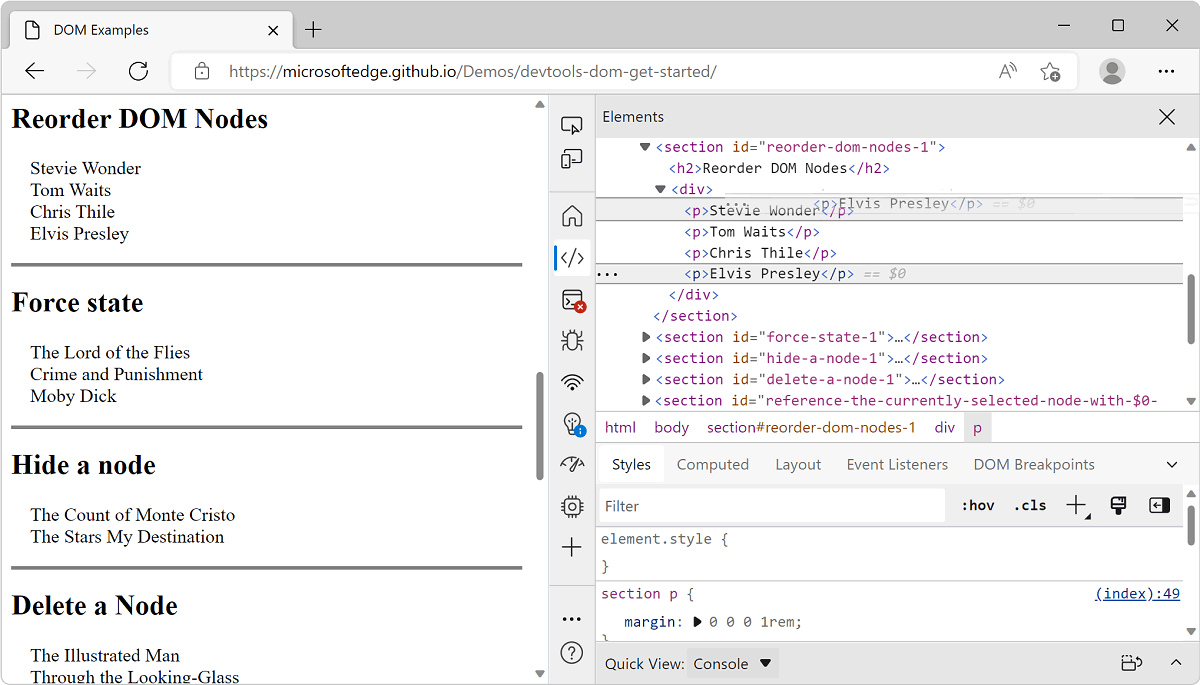 DOM Examples
https://microsoftedge.github.io/Demos/devtools-dom-get-started/
Reorder DOM Nodes
Stevie Wonder
Tom Waits
Chris Thile
Elvis Presley
Force state
The Lord of the Flies
Crime and Punishment
Moby Dick
Hide a node
The Count of Monte Cristo
The Stars My Destination
Delete a Node
The Illustrated Man
Through the Looking-Glass
Elements
<section id="reorder-dom-nodes-1">
<h2>Reorder DOM Nodes</h2>
<div>
<p>Elvis Presley</p> == $0
<p>Stevie Wonder</p>
<p>Tom Waits</p>
<p>Chris Thile</p>
<p>Elvis Presley</p> == $0
</div>
</section>
<section id="force-state-1">…</section>
<section id="hide-a-node-1">…</section>
<section id="delete-a-node-1">…</section>
<section id="reference-the-currently-selected-node-with-$0-
html body section#reorder-dom-nodes-1 div p
Styles Computed Layout Event Listeners DOM Breakpoints
Filter :hov .cls
element.style {
}
section p { (index):49
margin: 0 0 0 1rem;
}
Quick View: Console